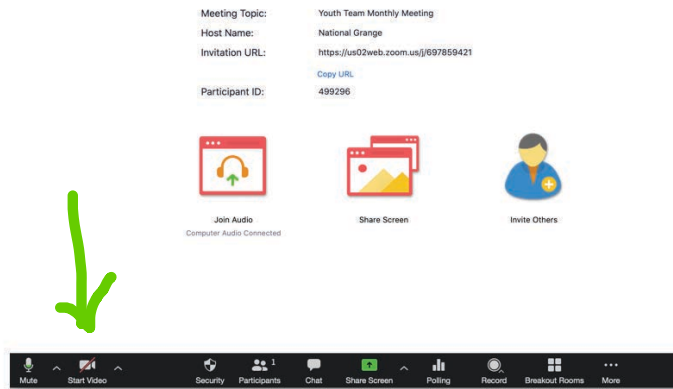 Meeting Topic: Youth Team Monthly Meeting
Host Name: National Grange
Invitation URL: https://us02web.zoom.us/j/697859421
Copy URL
Participant ID: 499296
Join Audio Share Screen Invite Others
Computer Audio Connected
1
Mute Start Video Security Participants Chat Share Screen Polling Record Breakout Rooms More